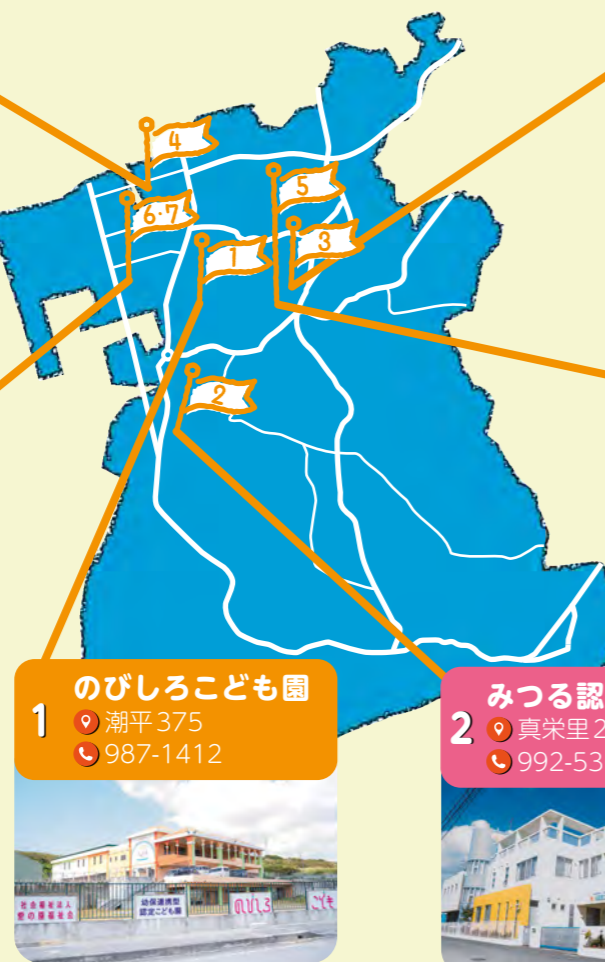 4
6·7
5
3
1
2
1
のびしろこども園
潮平375
987-1412
社会福祉法人
幼保連携型
認定こども園
のびしろ
こども
2
みつる認
真栄里2
992-53